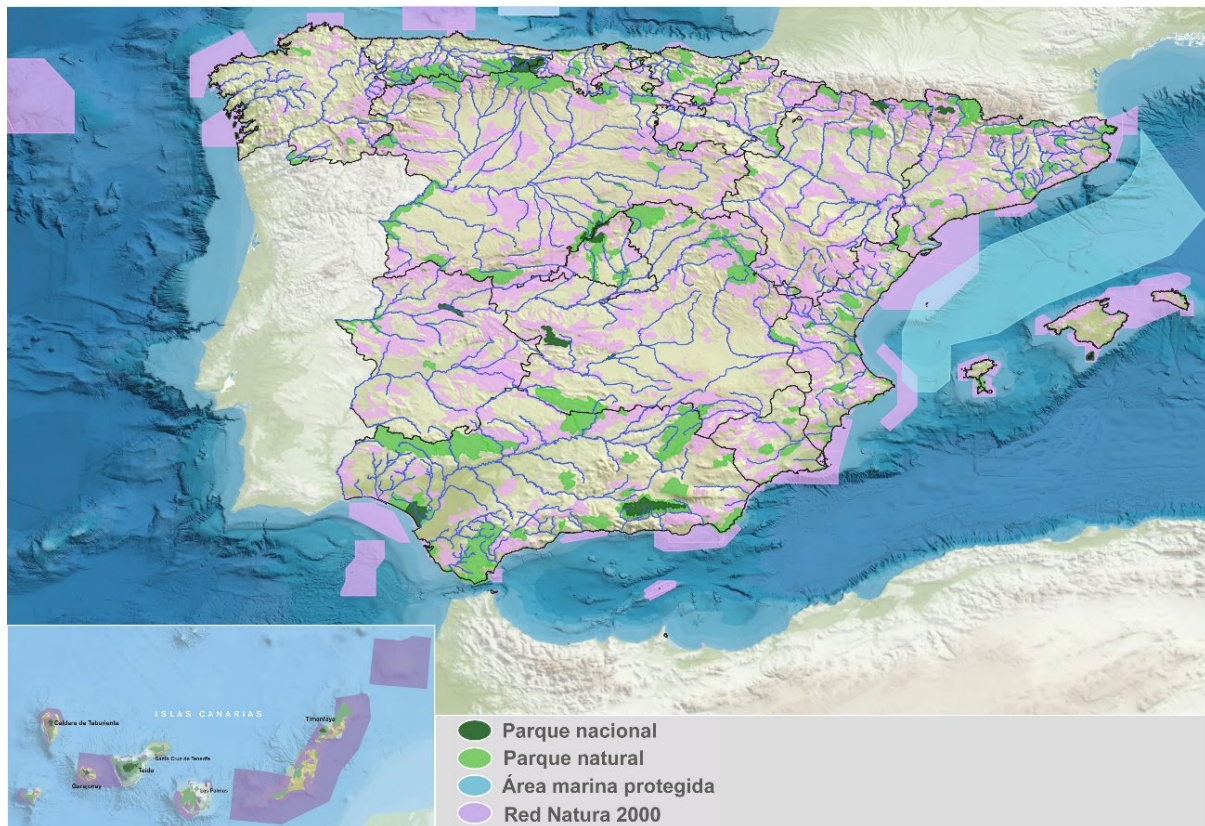 ISLAS CANARIAS
Timanfaya
Caldera de Taburiente
Santa Cruz de Tenerife
Teide
Garajonay
Las Palmas
Parque nacional
Parque natural
Área marina protegida
Red Natura 2000